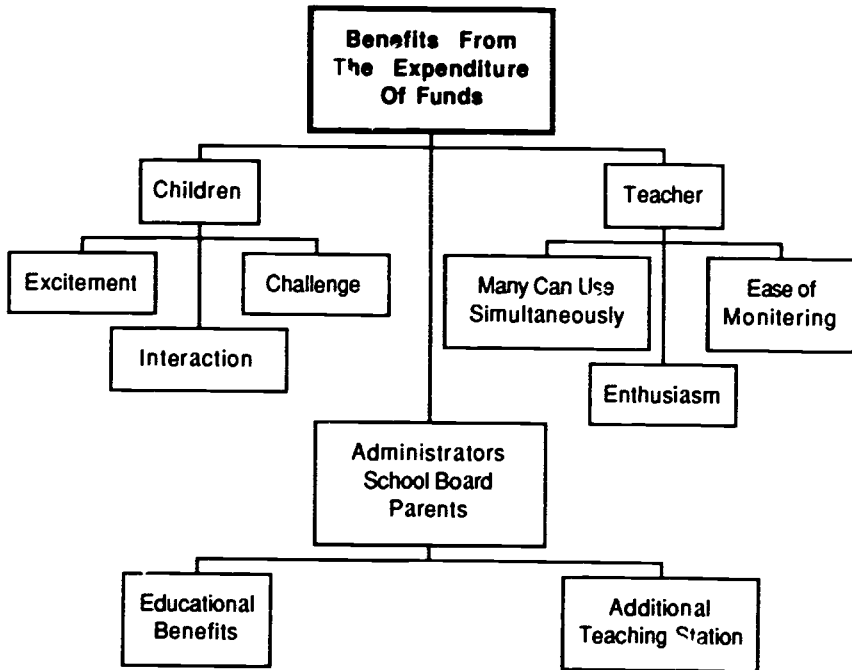 Benefits From
The Expenditure
Of Funds
Children
Teacher
Excitement
Challenge
Interaction
Many Can Use
Simultaneously
Ease of
Monitering
Enthusiasm
Administrators
School Board
Parents
Educational
Benefits
Additional
Teaching Station